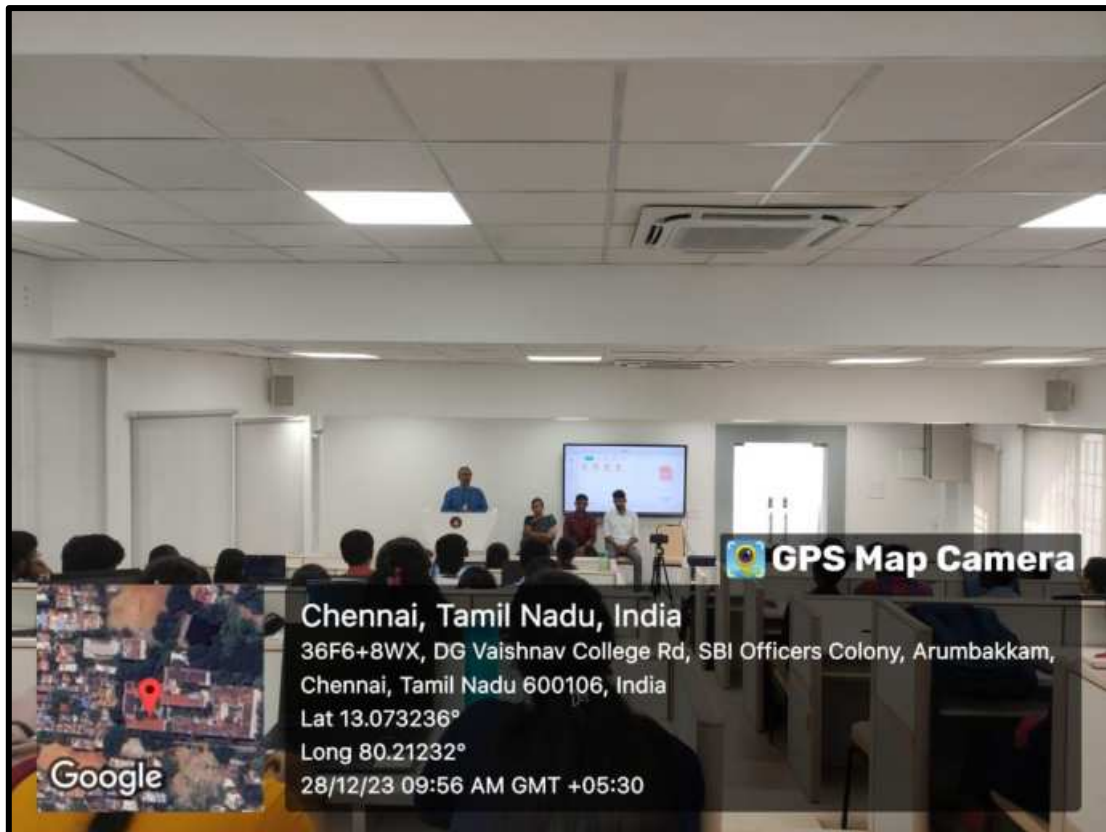 GPS Map Camera
Chennai, Tamil Nadu, India
36F6+8WX, DG Vaishnav College Rd, SBI Officers Colony, Arumbakkam,
Chennai, Tamil Nadu 600106, India
Lat 13.073236°
Long 80.21232°
28/12/23 09:56 AM GMT +05:30
Google